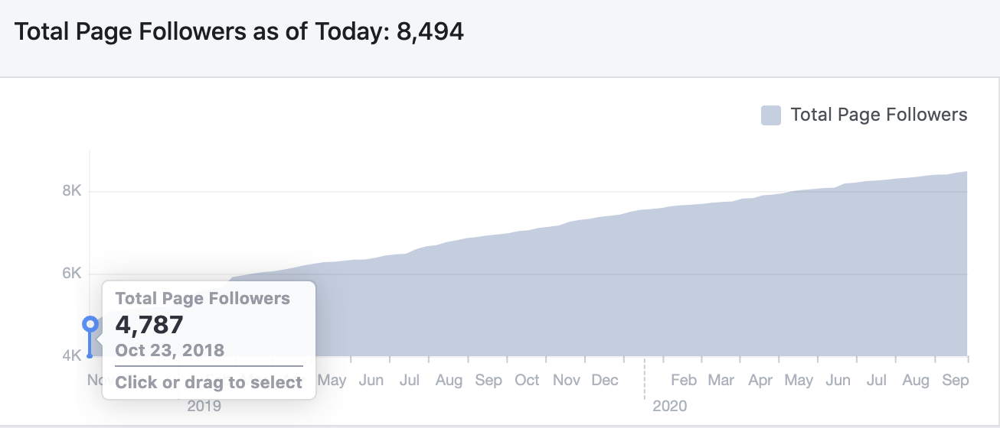 Total Page Followers as of Today: 8,494
Total Page Followers
8K
6K
4K
Total Page Followers
4,787
Oct 23, 2018
Click or drag to select
May Jun Jul Aug Sep Oct Nov Dec Feb Mar Apr May Jun Jul Aug Sep
2019 2020